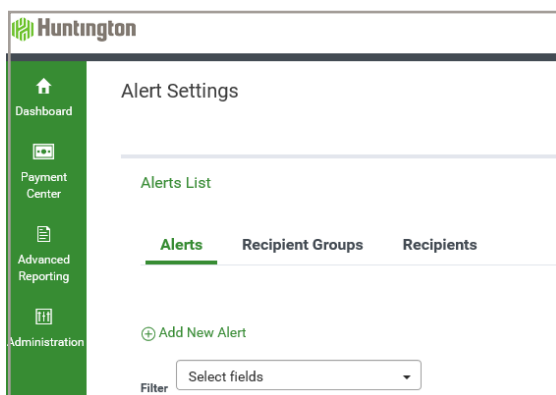 Huntington
Dashboard
Payment
Center
Advanced
Reporting
Administration
Alert Settings
Alerts List
Alerts Recipient Groups Recipients
Add New Alert
Filter Select fields